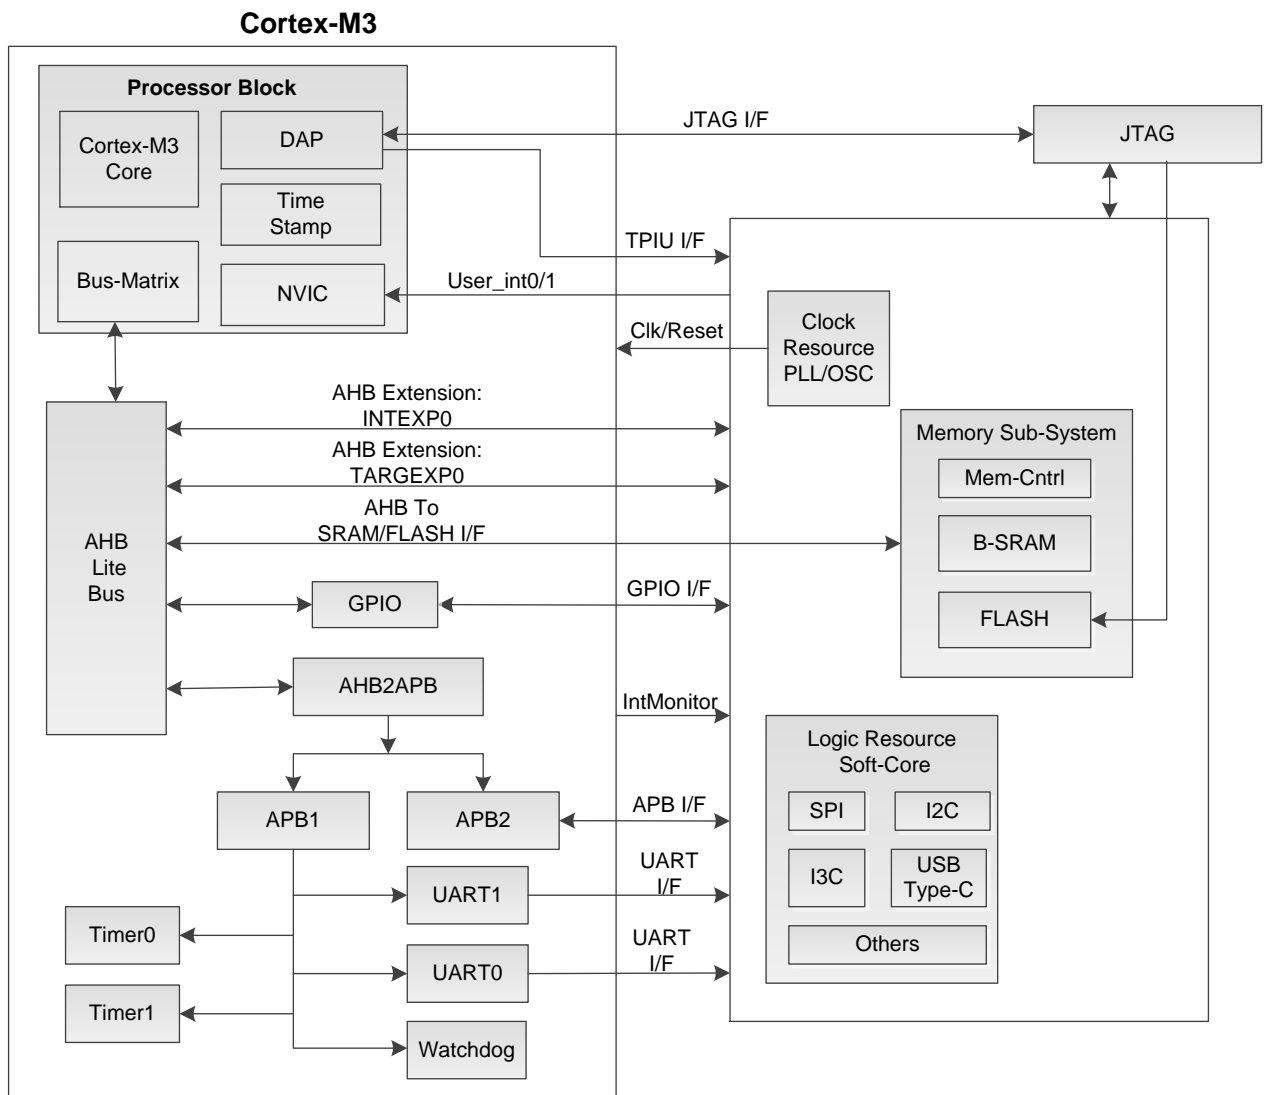 Cortex-M3
Processor Block
Cortex-M3
Core
DAP
Time
Stamp
Bus-Matrix
NVIC
JTAG I/F
JTAG
TPIU I/F
User_int0/1
Clk/Reset
Clock
Resource
PLL/OSC
AHB Extension:
INTEXP0
AHB Extension:
TARGEXP0
AHB To
SRAM/FLASH I/F
AHB
Lite
Bus
GPIO
GPIO I/F
Memory Sub-System
Mem-Cntrl
B-SRAM
FLASH
AHB2APB
IntMonitor
APB1
APB2
APB I/F
Logic Resource
Soft-Core
SPI
I2C
I3C
USB
Type-C
Others
UART1
UART
I/F
Timer0
UART0
UART
I/F
Timer1
Watchdog